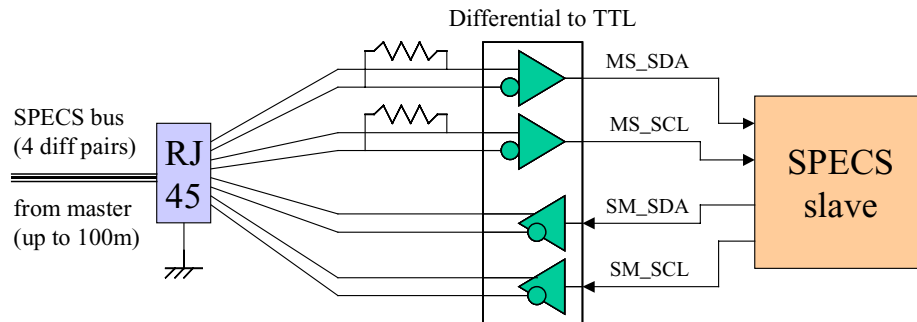 Differential to TTL
MS_SDA
SPECS bus
(4 diff pairs)
MS_SCL
RJ
45
SPECS
slave
from master
(up to 100m)
SM_SDA
SM_SCL